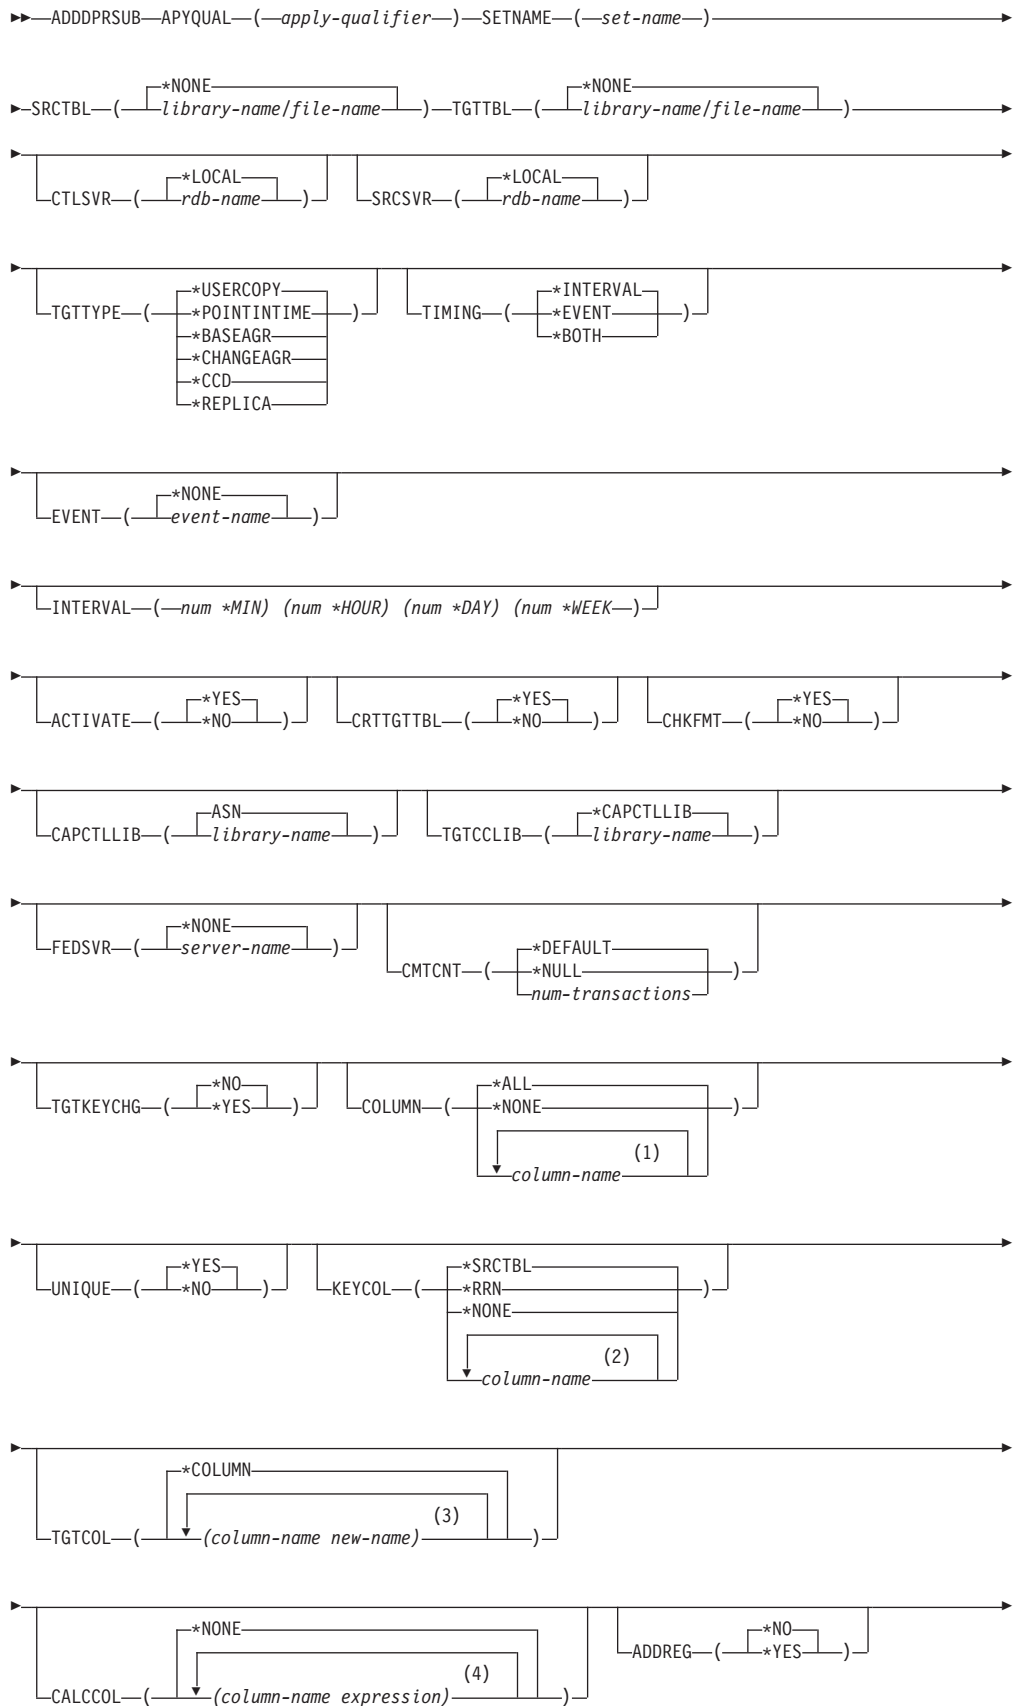 ADDDPRSUB APYQUAL ( apply-qualifier ) SETNAME ( set-name )
*NONE *NONE
SRCTBL ( library-name/file-name ) TGTTBL ( library-name/file-name )
*LOCAL *LOCAL
CTLSVR ( rdb-name ) SRCSVR ( rdb-name )
*USERCOPY *INTERVAL
TGTTYPE ( *POINTINTIME ) TIMING ( *EVENT )
*BASEAGR *BOTH
*CHANGEAGR
*CCD
*REPLICA
*NONE
EVENT ( event-name )
INTERVAL ( num *MIN) (num *HOUR) (num *DAY) (num *WEEK )
*YES *YES *YES
ACTIVATE ( *NO ) CRTTGTTBL ( *NO ) CHKFMT ( *NO )
ASN *CAPCTLLIB
CAPCTLLIB ( library-name ) TGTCCLIB ( library-name )
*NONE *DEFAULT
FEDSVR ( server-name ) CMTCNT ( *NULL )
num-transactions
*NO *ALL
TGTKEYCHG ( *YES ) COLUMN ( *NONE )
(1)
column-name
*YES *SRCTBL
UNIQUE ( *NO ) KEYCOL ( *RRN )
*NONE
(2)
column-name
*COLUMN
(3)
TGTCOL ( (column-name new-name) )
*NONE *NO
(4) ADDREG ( *YES )
CALCCOL ( (column-name expression) )